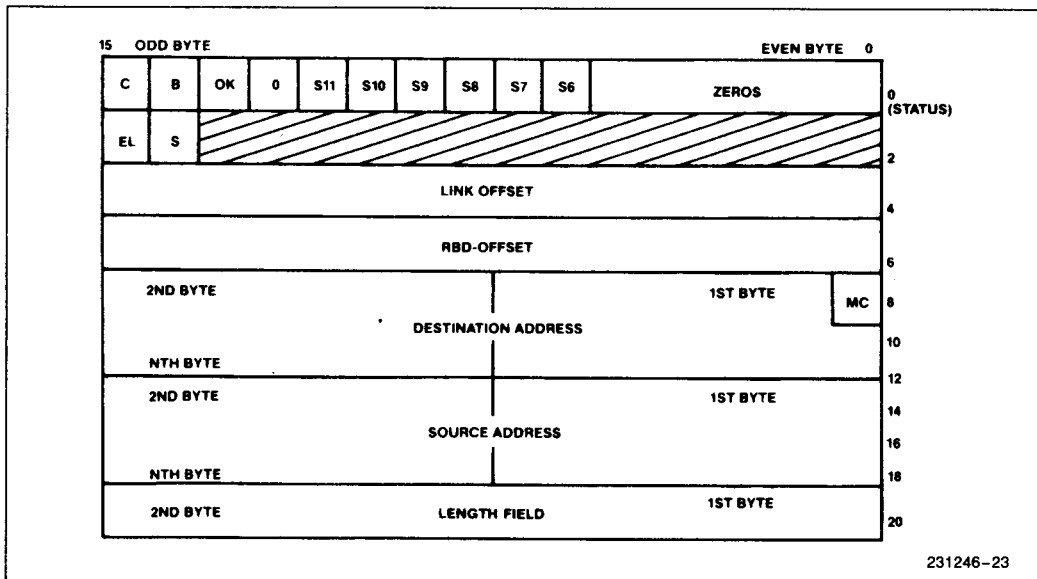 15 ODD BYTE EVEN BYTE 0
C B OK 0 S11 S10 S9 S8 S7 S6 ZEROS 0
(STATUS)
EL S 2
LINK OFFSET 4
RBD-OFFSET 6
2ND BYTE 1ST BYTE MC 8
DESTINATION ADDRESS
10
NTH BYTE
12
2ND BYTE 1ST BYTE 14
SOURCE ADDRESS 16
NTH BYTE 18
2ND BYTE LENGTH FIELD 1ST BYTE 20
231246–23